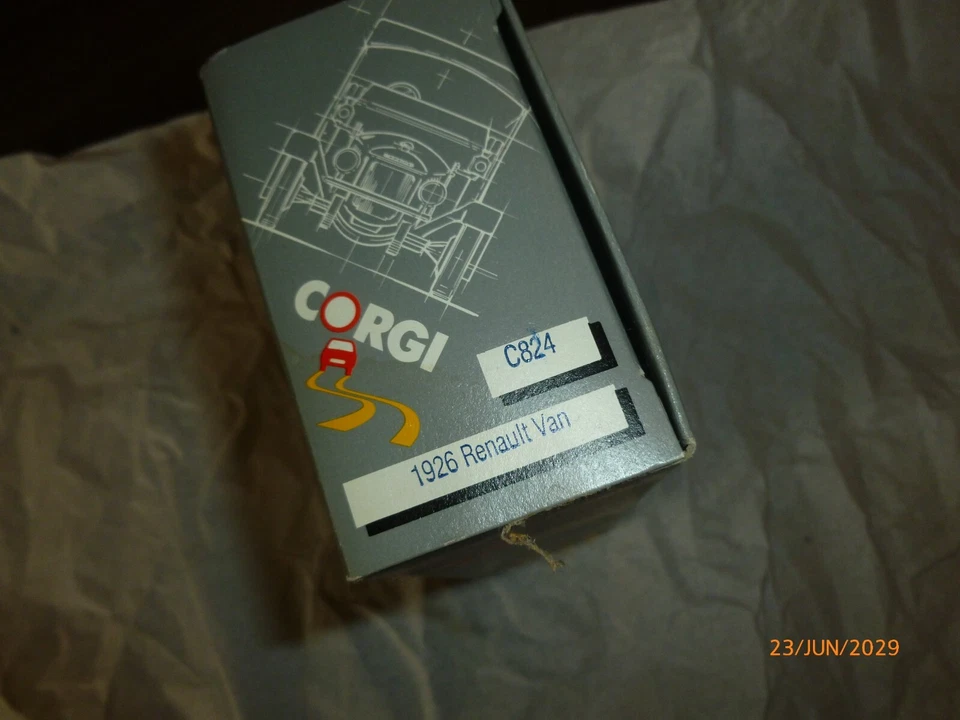 CORGI
C824
1926 Renault Van
23/JUN/2029